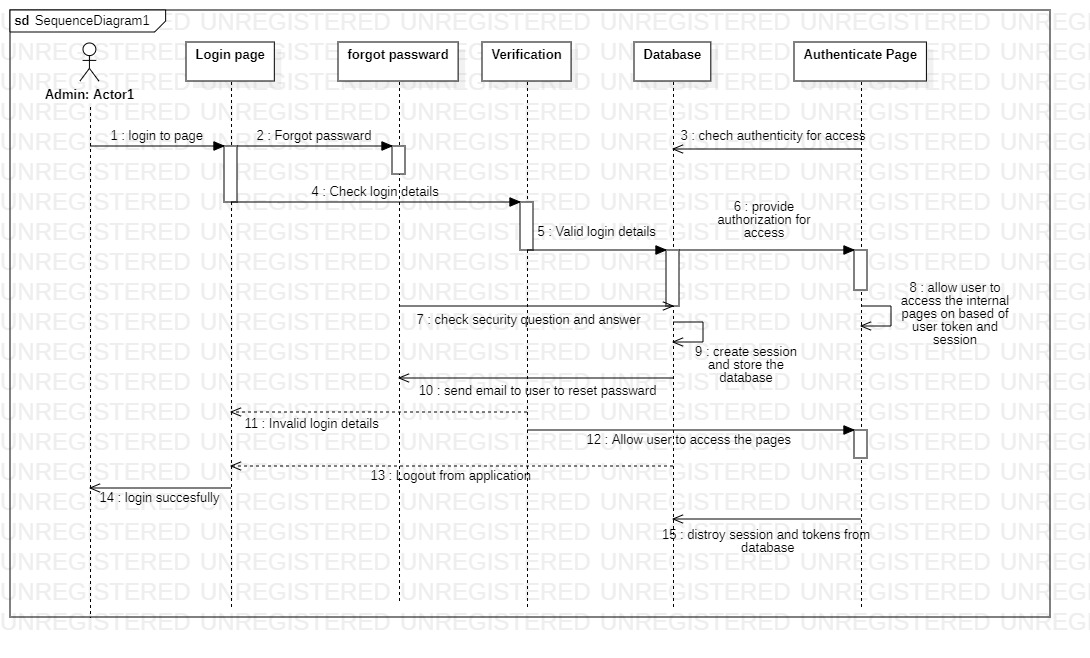 sd SequenceDiagram1
Admin: Actor1
Login page
forgot passward
Verification
Database
Authenticate Page
1 : login to page
2 : Forgot password
3 : chech authenticity for access
4 : Check login details
5 : Valid login details
6 : provide
authorization for
access
7 : check security question and answer
8 : allow user to
access the internal
pages on based of
user token and
session
9 : create session
and store the
database
10 : send email to user to reset password
11 : Invalid login details
12 : Allow user to access the pages
13 : Logout from application
14 : login succesfully
15 : distroy session and tokens from
database
UNREGISTERED